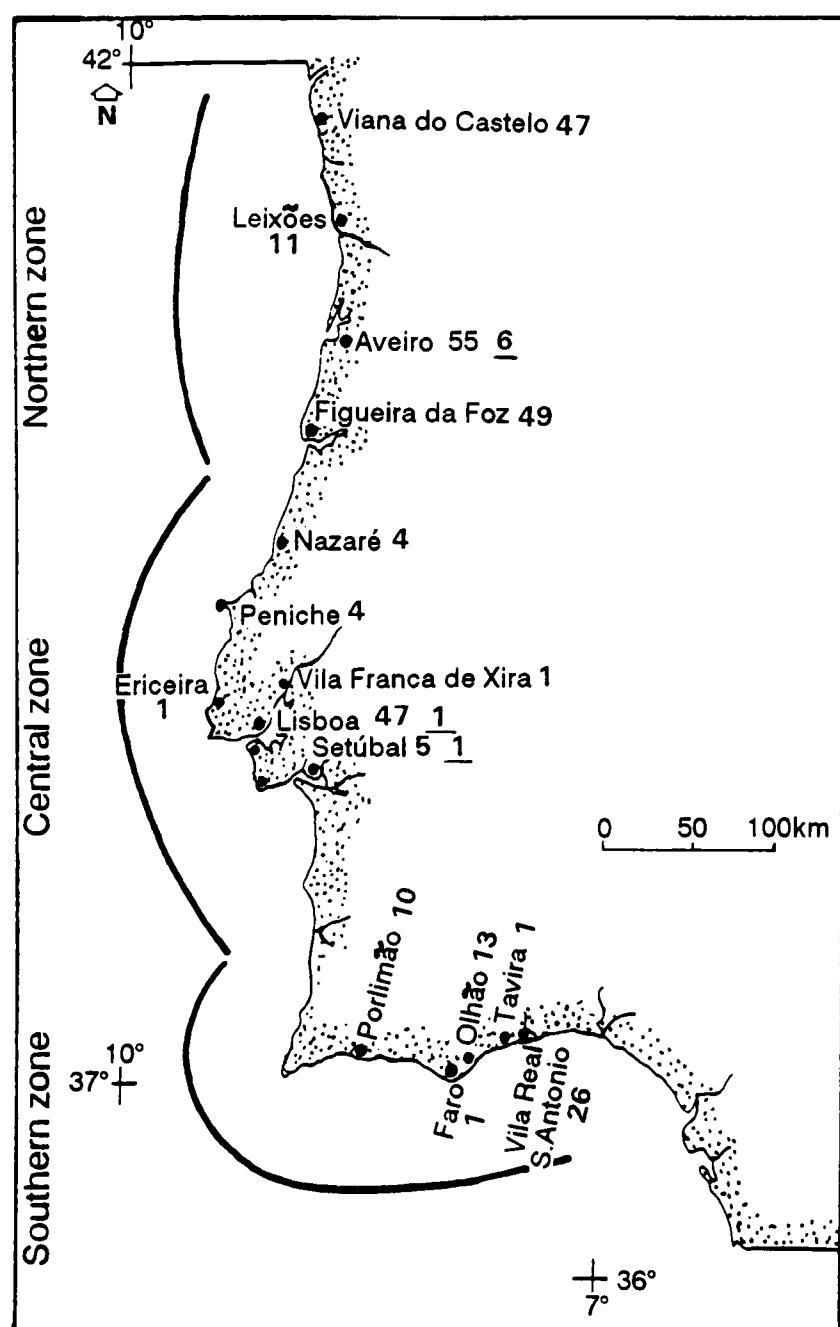 10°
42°
N
Viana do Castelo 47
Leixões
11
Aveiro 55 6
Figueira da Foz 49
Nazaré 4
Peniche 4
Ericeira
1
Vila Franca de Xira 1
Lisboa 47 1
Setúbal 5 1
0 50 100km
Porlimão 10
Olhão 13
Tavira 1
Faro
1
Vila Real
S.Antonio
26
10°
37°
36°
7°
Northern zone
Central zone
Southern zone